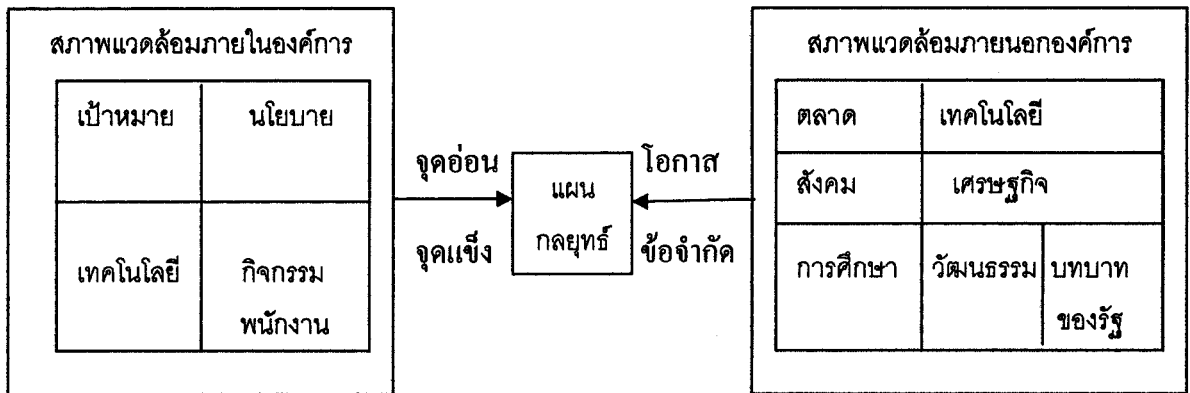 สภาพแวดล้อมภายในองค์การ
เป้าหมาย นโยบาย
เทคโนโลยี กิจกรรม
พนักงาน
จุดอ่อน
จุดแข็ง
แผน
กลยุทธ์
โอกาส
ข้อจำกัด
สภาพแวดล้อมภายนอกองค์การ
ตลาด เทคโนโลยี
สังคม เศรษฐกิจ
การศึกษา วัฒนธรรม บทบาท
ของรัฐ